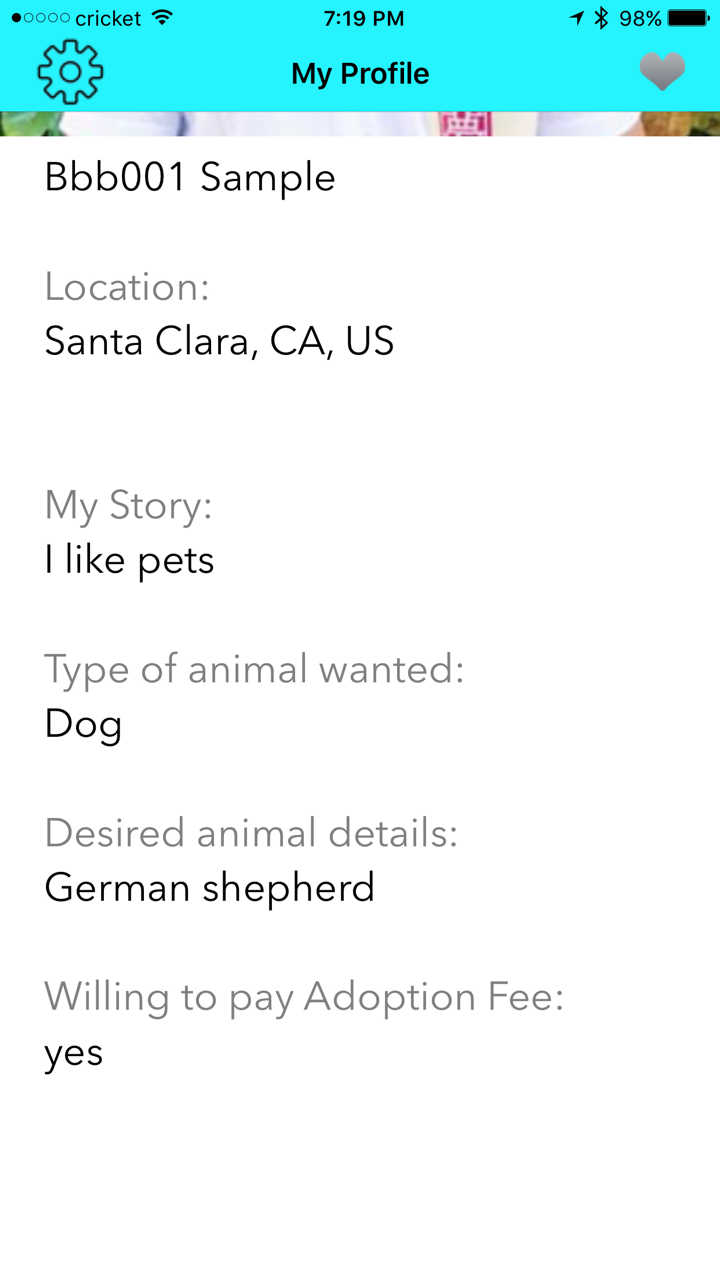 cricket 7:19 PM 98%
My Profile
Bbb001 Sample
Location:
Santa Clara, CA, US
My Story:
I like pets
Type of animal wanted:
Dog
Desired animal details:
German shepherd
Willing to pay Adoption Fee:
yes